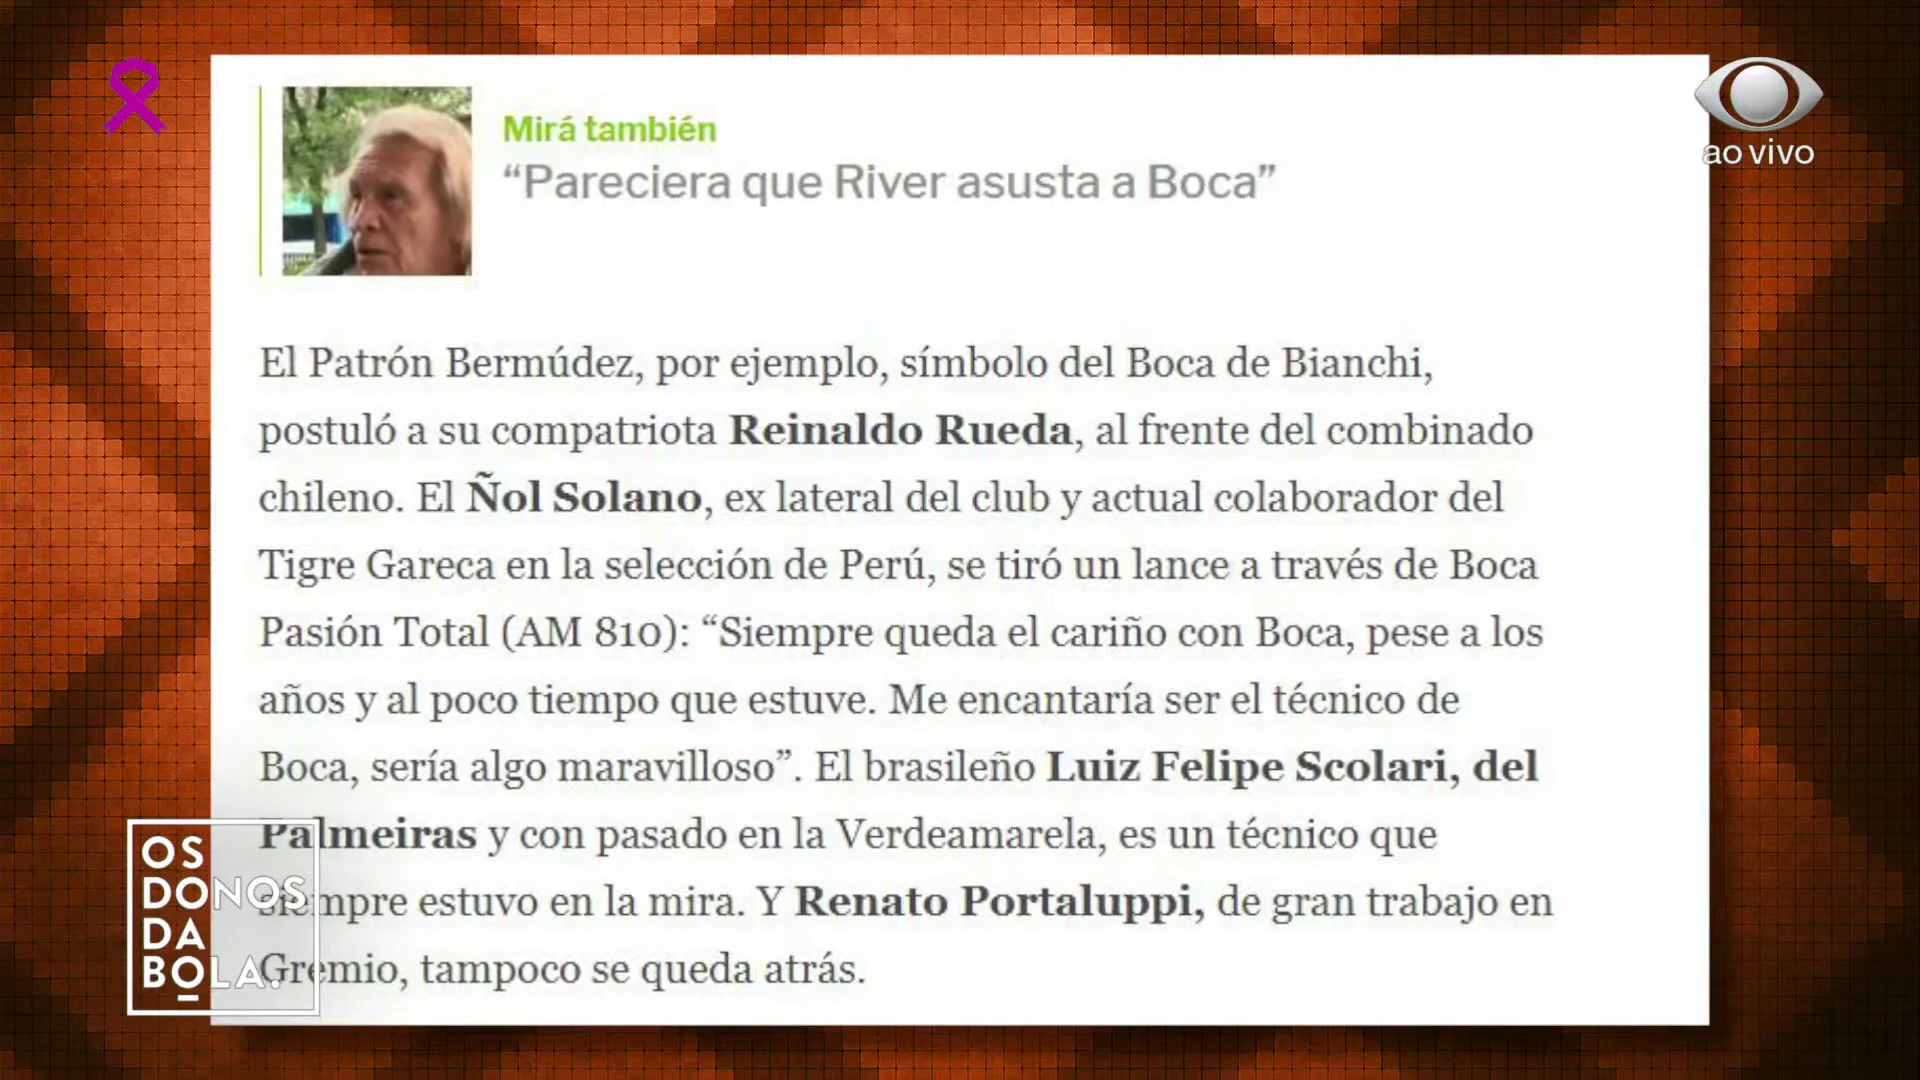 Mirá también
“Pareciera que River asusta a Boca”
ao vivo
El Patrón Bermúdez, por ejemplo, símbolo del Boca de Bianchi,
postuló a su compatriota Reinaldo Rueda, al frente del combinado
chileno. El Ñol Solano, ex lateral del club y actual colaborador del
Tigre Gareca en la selección de Perú, se tiró un lance a través de Boca
Pasión Total (AM 810): “Siempre queda el cariño con Boca, pese a los
años y al poco tiempo que estuve. Me encantaría ser el técnico de
Boca, sería algo maravilloso”. El brasileño Luiz Felipe Scolari, del
Palmeiras y con pasado en la Verdeamarela, es un técnico que
siempre estuvo en la mira. Y Renato Portaluppi, de gran trabajo en
Gremio, tampoco se queda atrás.
OS
DONOS
DA
BOLA.